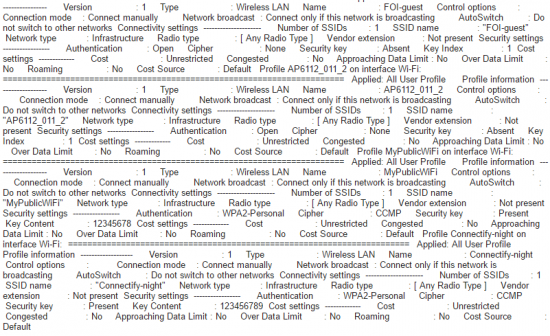 -------------------- Version : 1 Type : Wireless LAN Name : FOI-guest Control options :
Connection mode : Connect manually Network broadcast : Connect only if this network is broadcasting AutoSwitch : Do
not switch to other networks Connectivity settings --------------------- Number of SSIDs : 1 SSID name : "FOI-guest"
Network type : Infrastructure Radio type : [ Any Radio Type ] Vendor extension : Not present Security settings
----------------- Authentication : Open Cipher : None Security key : Absent Key Index : 1 Cost
settings ------------- Cost : Unrestricted Congested : No Approaching Data Limit : No Over Data Limit :
No Roaming : No Cost Source : Default Profile AP6112_011_2 on interface Wi-Fi:
======================================================================= Applied: All User Profile Profile information ---
------------------- Version : 1 Type : Wireless LAN Name : AP6112_011_2 Control options :
Connection mode : Connect manually Network broadcast : Connect only if this network is broadcasting AutoSwitch :
Do not switch to other networks Connectivity settings --------------------- Number of SSIDs : 1 SSID name :
"AP6112_011_2" Network type : Infrastructure Radio type : [ Any Radio Type ] Vendor extension : Not
present Security settings ----------------- Authentication : Open Cipher : None Security key : Absent Key
Index : 1 Cost settings ------------- Cost : Unrestricted Congested : No Approaching Data Limit : No Over
Data Limit : No Roaming : No Cost Source : Default Profile MyPublicWiFi on interface Wi-Fi:
======================================================================= Applied: All User Profile Profile information ---
------------------- Version : 1 Type : Wireless LAN Name : MyPublicWiFi Control options :
Connection mode : Connect manually Network broadcast : Connect only if this network is broadcasting AutoSwitch :
Do not switch to other networks Connectivity settings --------------------- Number of SSIDs : 1 SSID name :
"MyPublicWiFi" Network type : Infrastructure Radio type : [ Any Radio Type ] Vendor extension : Not present
Security settings ----------------- Authentication : WPA2-Personal Cipher : CCMP Security key : Present
Key Content : 12345678 Cost settings ------------- Cost : Unrestricted Congested : No Approaching
Data Limit : No Over Data Limit : No Roaming : No Cost Source : Default Profile Connectify-night on
interface Wi-Fi: ======================================================================= Applied: All User Profile
Profile information ------------------- Version : 1 Type : Wireless LAN Name : Connectify-night
Control options : Connection mode : Connect manually Network broadcast : Connect only if this network is
broadcasting AutoSwitch : Do not switch to other networks Connectivity settings --------------------- Number of SSIDs : 1
SSID name : "Connectify-night" Network type : Infrastructure Radio type : [ Any Radio Type ] Vendor
extension : Not present Security settings ----------------- Authentication : WPA2-Personal Cipher : CCMP
Security key : Present Key Content : 123456789 Cost settings ------------- Cost : Unrestricted
Congested : No Approaching Data Limit : No Over Data Limit : No Roaming : No Cost Source :
Default